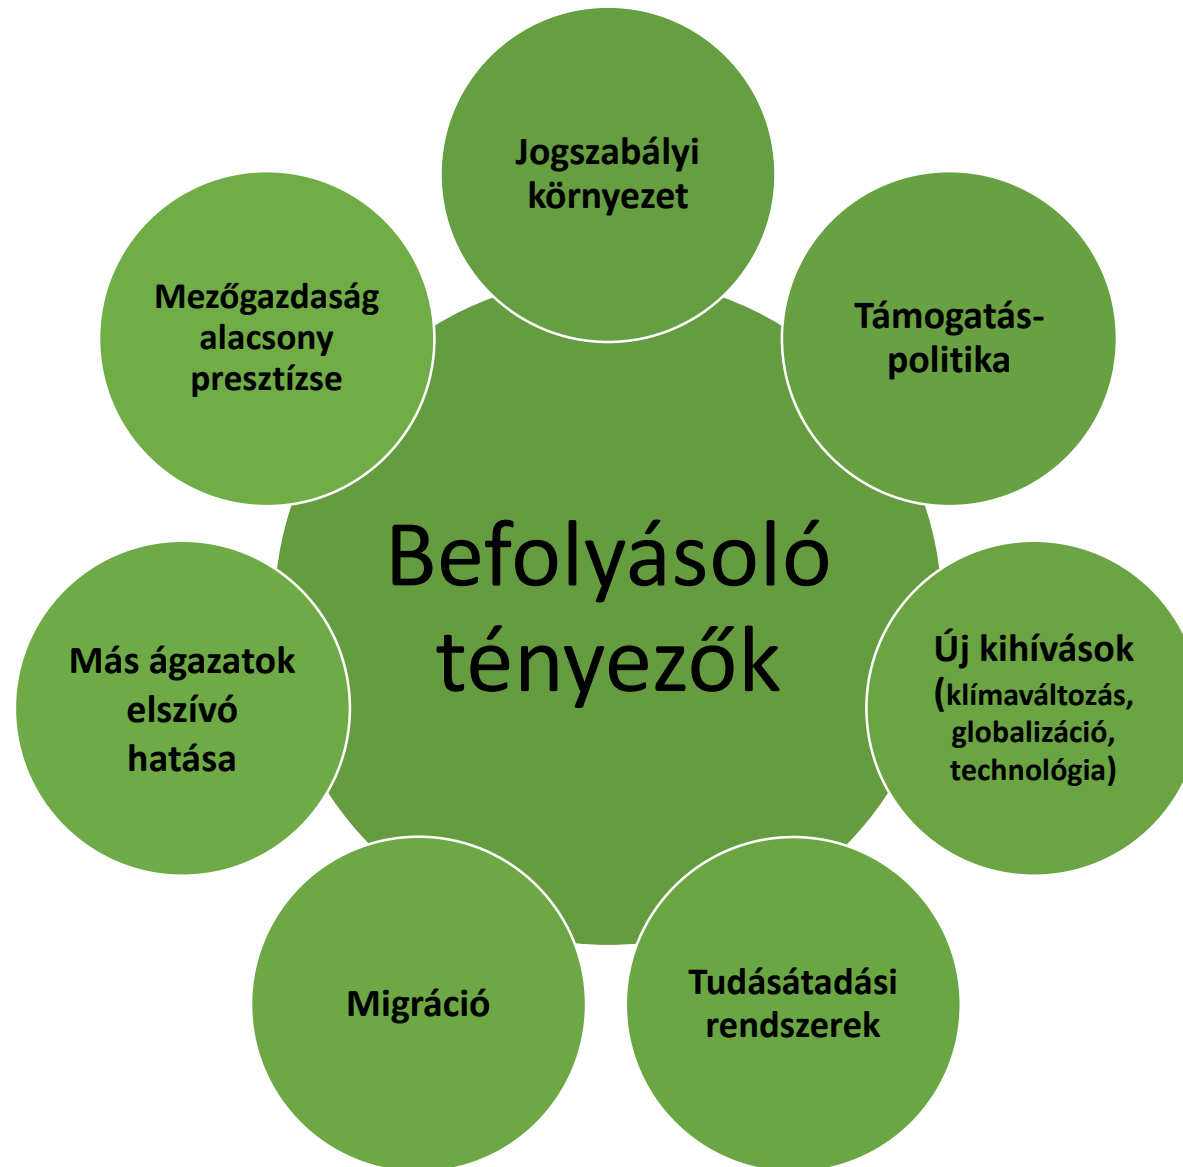 Jogszabályi
környezet
Támogatás-
politika
Új kihívások
(klímaváltozás,
globalizáció,
technológia)
Tudásátadási
rendszerek
Migráció
Más ágazatok
elszívó
hatása
Mezőgazdaság
alacsony
presztízse
Befolyásoló
tényezők